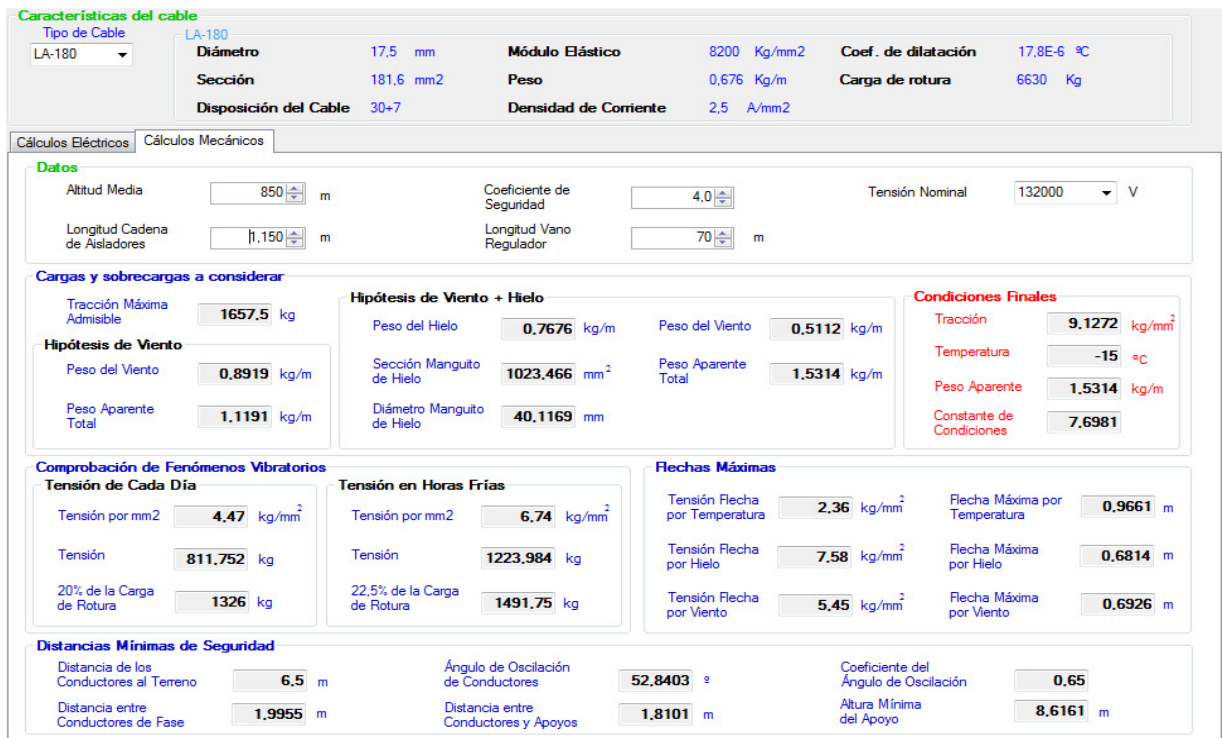 Características del cable
Tipo de Cable
LA-180
LA-180
Diámetro 17,5 mm Módulo Elástico 8200 Kg/mm2 Coef. de dilatación 17,8E-6 ºC
Sección 181,6 mm2 Peso 0,676 Kg/m Carga de rotura 6630 Kg
Disposición del Cable 30+7 Densidad de Corriente 2,5 A/mm2
Cálculos Eléctricos Cálculos Mecánicos
Datos
Altitud Media 850 m
Coeficiente de
Seguridad 4,0
Tensión Nominal 132000 V
Longitud Cadena
de Aisladores 1,150 m
Longitud Vano
Regulador 70 m
Cargas y sobrecargas a considerar
Tracción Máxima
Admisible 1657,5 kg
Hipótesis de Viento
Peso del Viento 0,8919 kg/m
Peso Aparente
Total 1,1191 kg/m
Hipótesis de Viento + Hielo
Peso del Hielo 0,7676 kg/m Peso del Viento 0,5112 kg/m
Sección Manguito
de Hielo 1023,466 mm²
Peso Aparente
Total 1,5314 kg/m
Diámetro Manguito
de Hielo 40,1169 mm
Condiciones Finales
Tracción 9,1272 kg/mm²
Temperatura -15 ºC
Peso Aparente 1,5314 kg/m
Constante de
Condiciones 7,6981
Comprobación de Fenómenos Vibratorios
Tensión de Cada Día
Tensión por mm2 4,47 kg/mm²
Tensión 811,752 kg
20% de la Carga
de Rotura 1326 kg
Tensión en Horas Frías
Tensión por mm2 6,74 kg/mm²
Tensión 1223,984 kg
22,5% de la Carga
de Rotura 1491,75 kg
Flechas Máximas
Tensión Flecha
por Temperatura 2,36 kg/mm²
Flecha Máxima por
Temperatura 0,9661 m
Tensión Flecha
por Hielo 7,58 kg/mm²
Flecha Máxima
por Hielo 0,6814 m
Tensión Flecha
por Viento 5,45 kg/mm²
Flecha Máxima
por Viento 0,6926 m
Distancias Mínimas de Seguridad
Distancia de los
Conductores al Terreno 6,5 m
Ángulo de Oscilación
de Conductores 52,8403 º
Coeficiente del
Ángulo de Oscilación 0,65
Distancia entre
Conductores de Fase 1,9955 m
Distancia entre
Conductores y Apoyos 1,8101 m
Altura Mínima
del Apoyo 8,6161 m